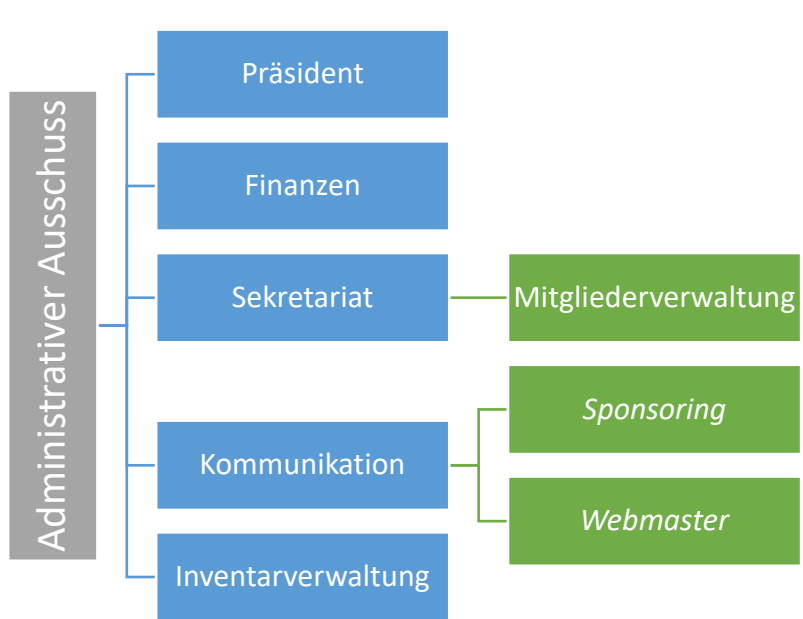 Administrativer Ausschuss
Präsident
Finanzen
Sekretariat
Mitgliederverwaltung
Kommunikation
Sponsoring
Webmaster
Inventarverwaltung